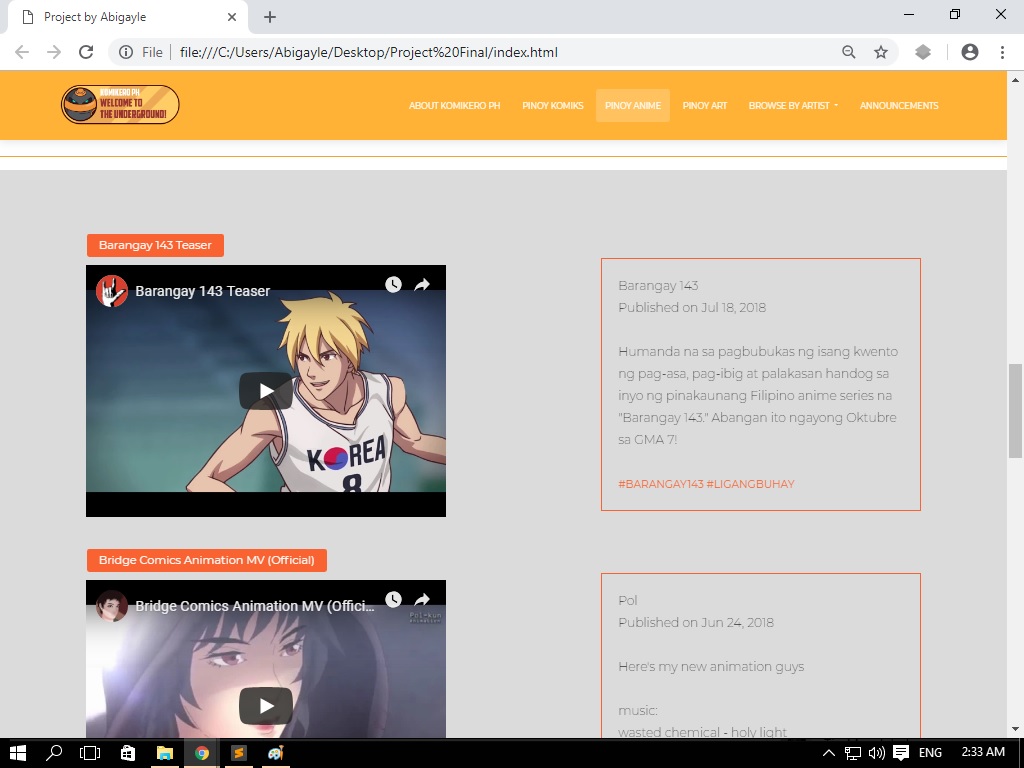 Project by Abigayle
File
file:///C:/Users/Abigayle/Desktop/Project%20Final/index.html
KOMIKERO PH
WELCOME TO
THE UNDERGROUND!
ABOUT KOMIKERO PH
PINOY KOMIKS
PINOY ANIME
PINOY ART
BROWSE BY ARTIST
ANNOUNCEMENTS
Barangay 143 Teaser
Barangay 143 Teaser
KOREA
8
Barangay 143
Published on Jul 18, 2018
Humanda na sa pagbubukas ng isang kwento
ng pag-asa, pag-ibig at palakasan handog sa
inyo ng pinakaunang Filipino anime series na
"Barangay 143." Abangan ito ngayong Oktubre
sa GMA 7!
#BARANGAY143 #LIGANGBUHAY
Bridge Comics Animation MV (Official)
Bridge Comics Animation MV (Offici...
Pol-kun
animation
Pol
Published on Jun 24, 2018
Here's my new animation guys
music:
wasted chemical - holy light
ENG
2:33 AM